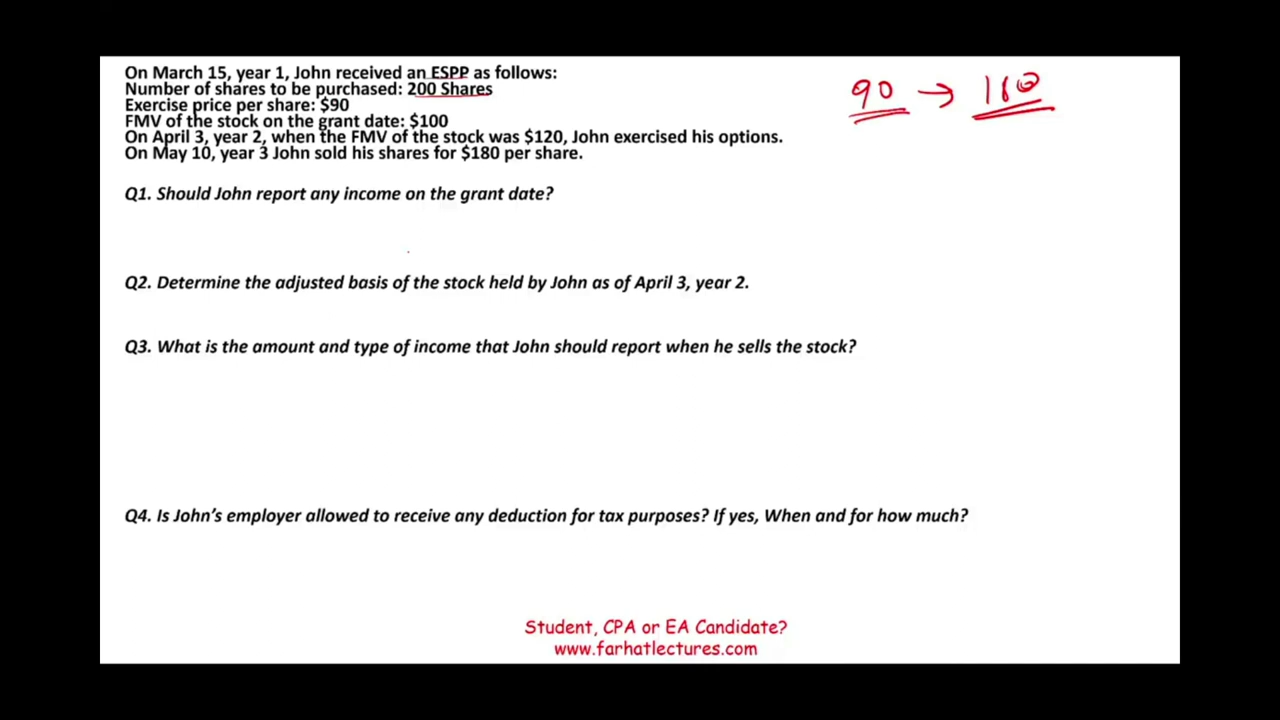 On March 15, year 1, John received an ESPP as follows:
Number of shares to be purchased: 200 Shares
Exercise price per share: $90
FMV of the stock on the grant date: $100
On April 3, year 2, when the FMV of the stock was $120, John exercised his options.
On May 10, year 3 John sold his shares for $180 per share.
90 →
Q1. Should John report any income on the grant date?
Q2. Determine the adjusted basis of the stock held by John as of April 3, year 2.
Q3. What is the amount and type of income that John should report when he sells the stock?
Q4. Is John’s employer allowed to receive any deduction for tax purposes? If yes, When and for how much?
Student, CPA or EA Candidate?
www.farhatlectures.com